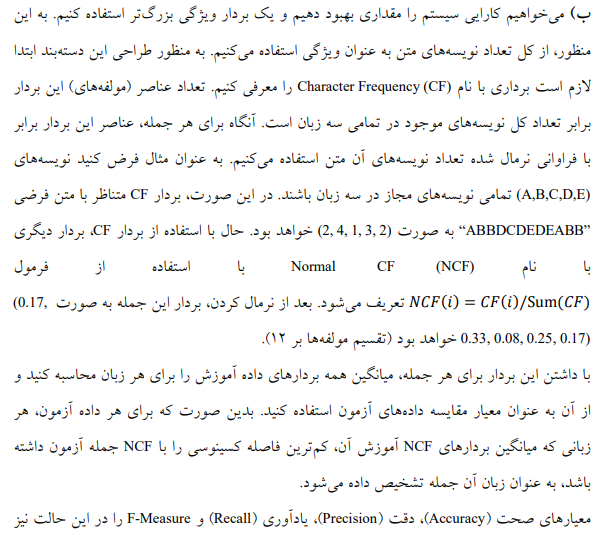 ب) می‌خواهیم کارایی سیستم را مقداری بهبود دهیم و یک بردار ویژگی بزرگ‌تر استفاده کنیم. به این
منظور، از کل تعداد نویسه‌های متن به عنوان ویژگی استفاده می‌کنیم. به منظور طراحی این دسته‌بند ابتدا
لازم است برداری با نام Character Frequency (CF) را معرفی کنیم. تعداد عناصر (مولفه‌های) این بردار
برابر تعداد کل نویسه‌های موجود در تمامی سه زبان است. آنگاه برای هر جمله، عناصر این بردار برابر
با فراوانی نرمال شده تعداد نویسه‌های آن متن استفاده می‌کنیم. به عنوان مثال فرض کنید نویسه‌های
(A,B,C,D,E) تمامی نویسه‌های مجاز در سه زبان باشند. در این صورت، بردار CF متناظر با متن فرضی
“ABBDCDEDEABB” به صورت (2, 4, 1, 3, 2) خواهد بود. حال با استفاده از بردار CF، بردار دیگری
با نام Normal CF (NCF) با استفاده از فرمول
NCF(i) = CF(i)/Sum(CF) تعریف می‌شود. بعد از نرمال کردن، بردار این جمله به صورت (0.17,
0.33, 0.08, 0.25, 0.17) خواهد بود (تقسیم مولفه‌ها بر ۱۲).
با داشتن این بردار برای هر جمله، میانگین همه بردارهای داده آموزش را برای هر زبان محاسبه کنید و
از آن به عنوان معیار مقایسه داده‌های آزمون استفاده کنید. بدین صورت که برای هر داده آزمون، هر
زبانی که میانگین بردارهای NCF آموزش آن، کم‌ترین فاصله کسینوسی را با NCF جمله آزمون داشته
باشد، به عنوان زبان آن جمله تشخیص داده می‌شود.
معیارهای صحت (Accuracy)، دقت (Precision)، یادآوری (Recall) و F-Measure را در این حالت نیز